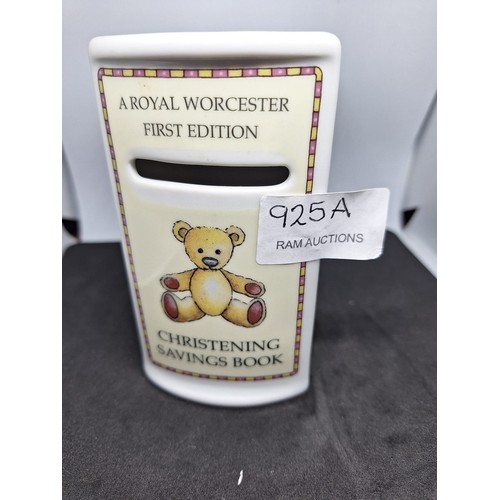 A ROYAL WORCESTER
FIRST EDITION
925A
RAM AUCTIONS
CHRISTENING
SAVINGS BOOK